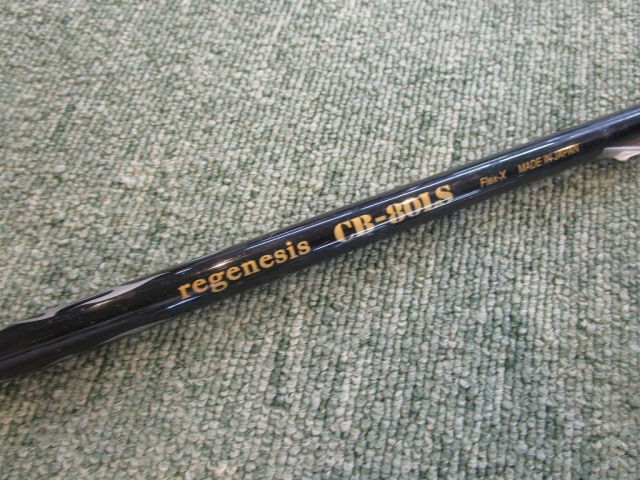 regenesis CB-80LS Flex-X MADE IN JAPAN